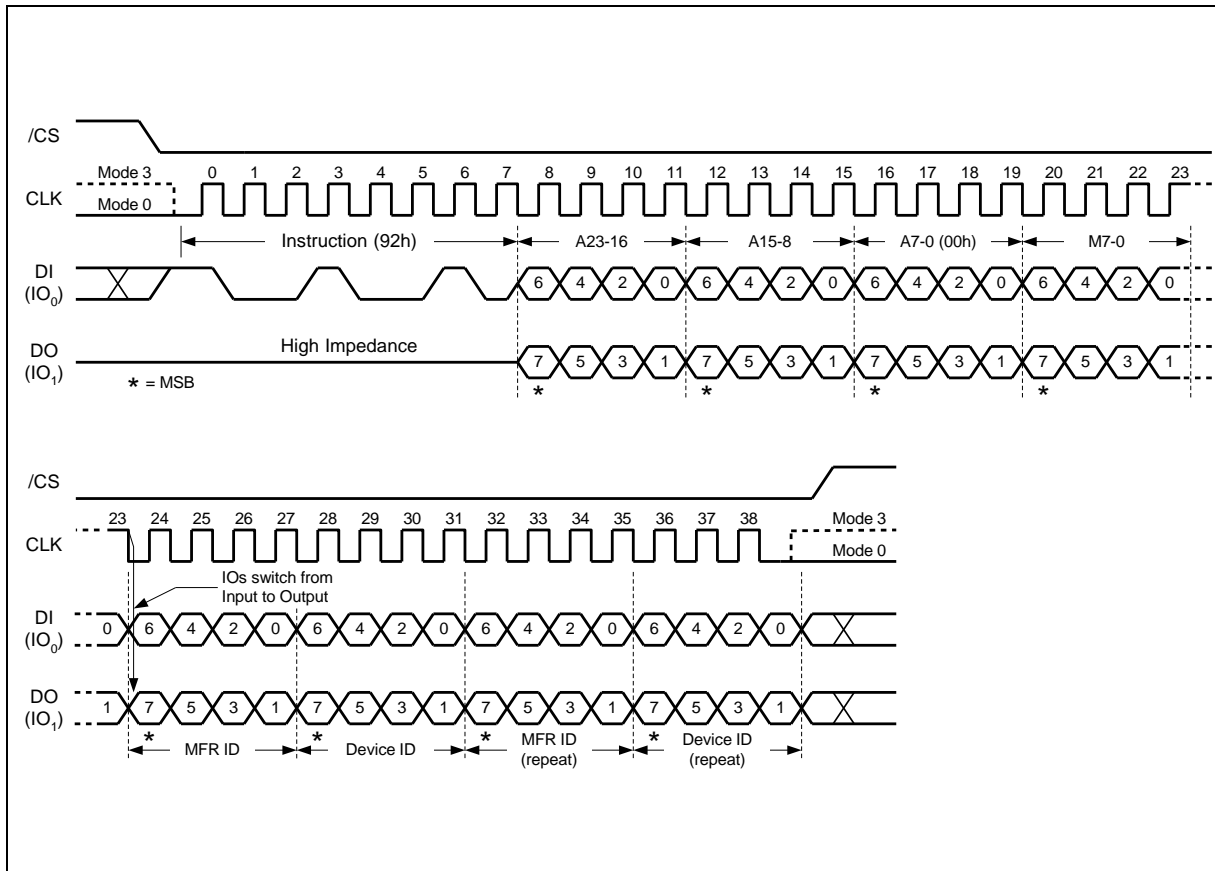 /CS
Mode 3
0 1 2 3 4 5 6 7 8 9 10 11 12 13 14 15 16 17 18 19 20 21 22 23
CLK
Mode 0
Instruction (92h) A23-16 A15-8 A7-0 (00h) M7-0
DI
(IO0)
6 4 2 0 6 4 2 0 6 4 2 0 6 4 2 0
High Impedance
DO
(IO1)
7 5 3 1 7 5 3 1 7 5 3 1 7 5 3 1
* = MSB
* * * *
/CS
23 24 25 26 27 28 29 30 31 32 33 34 35 36 37 38
Mode 3
CLK
Mode 0
IOs switch from
Input to Output
DI
(IO0)
0 6 4 2 0 6 4 2 0 6 4 2 0 6 4 2 0
DO
(IO1)
1 7 5 3 1 7 5 3 1 7 5 3 1 7 5 3 1
* * * *
MFR ID Device ID MFR ID
(repeat)
Device ID
(repeat)